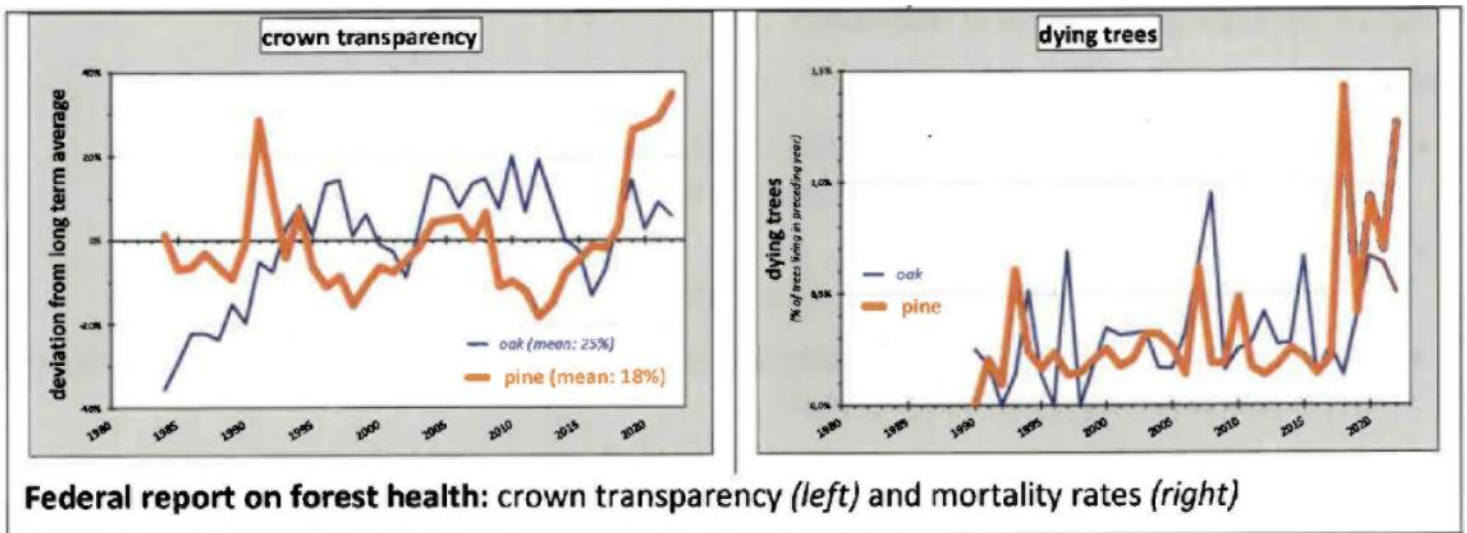 crown transparency
deviation from long term average
40%
20%
0%
-20%
-40%
1980
1985
1990
1995
2000
2005
2010
2015
2020
oak (mean: 25%)
pine (mean: 18%)
dying trees
dying trees
(% of trees living in preceding year)
1,5%
1,0%
0,5%
0,0%
1980
1985
1990
1995
2000
2005
2010
2015
2020
oak
pine
Federal report on forest health: crown transparency (left) and mortality rates (right)